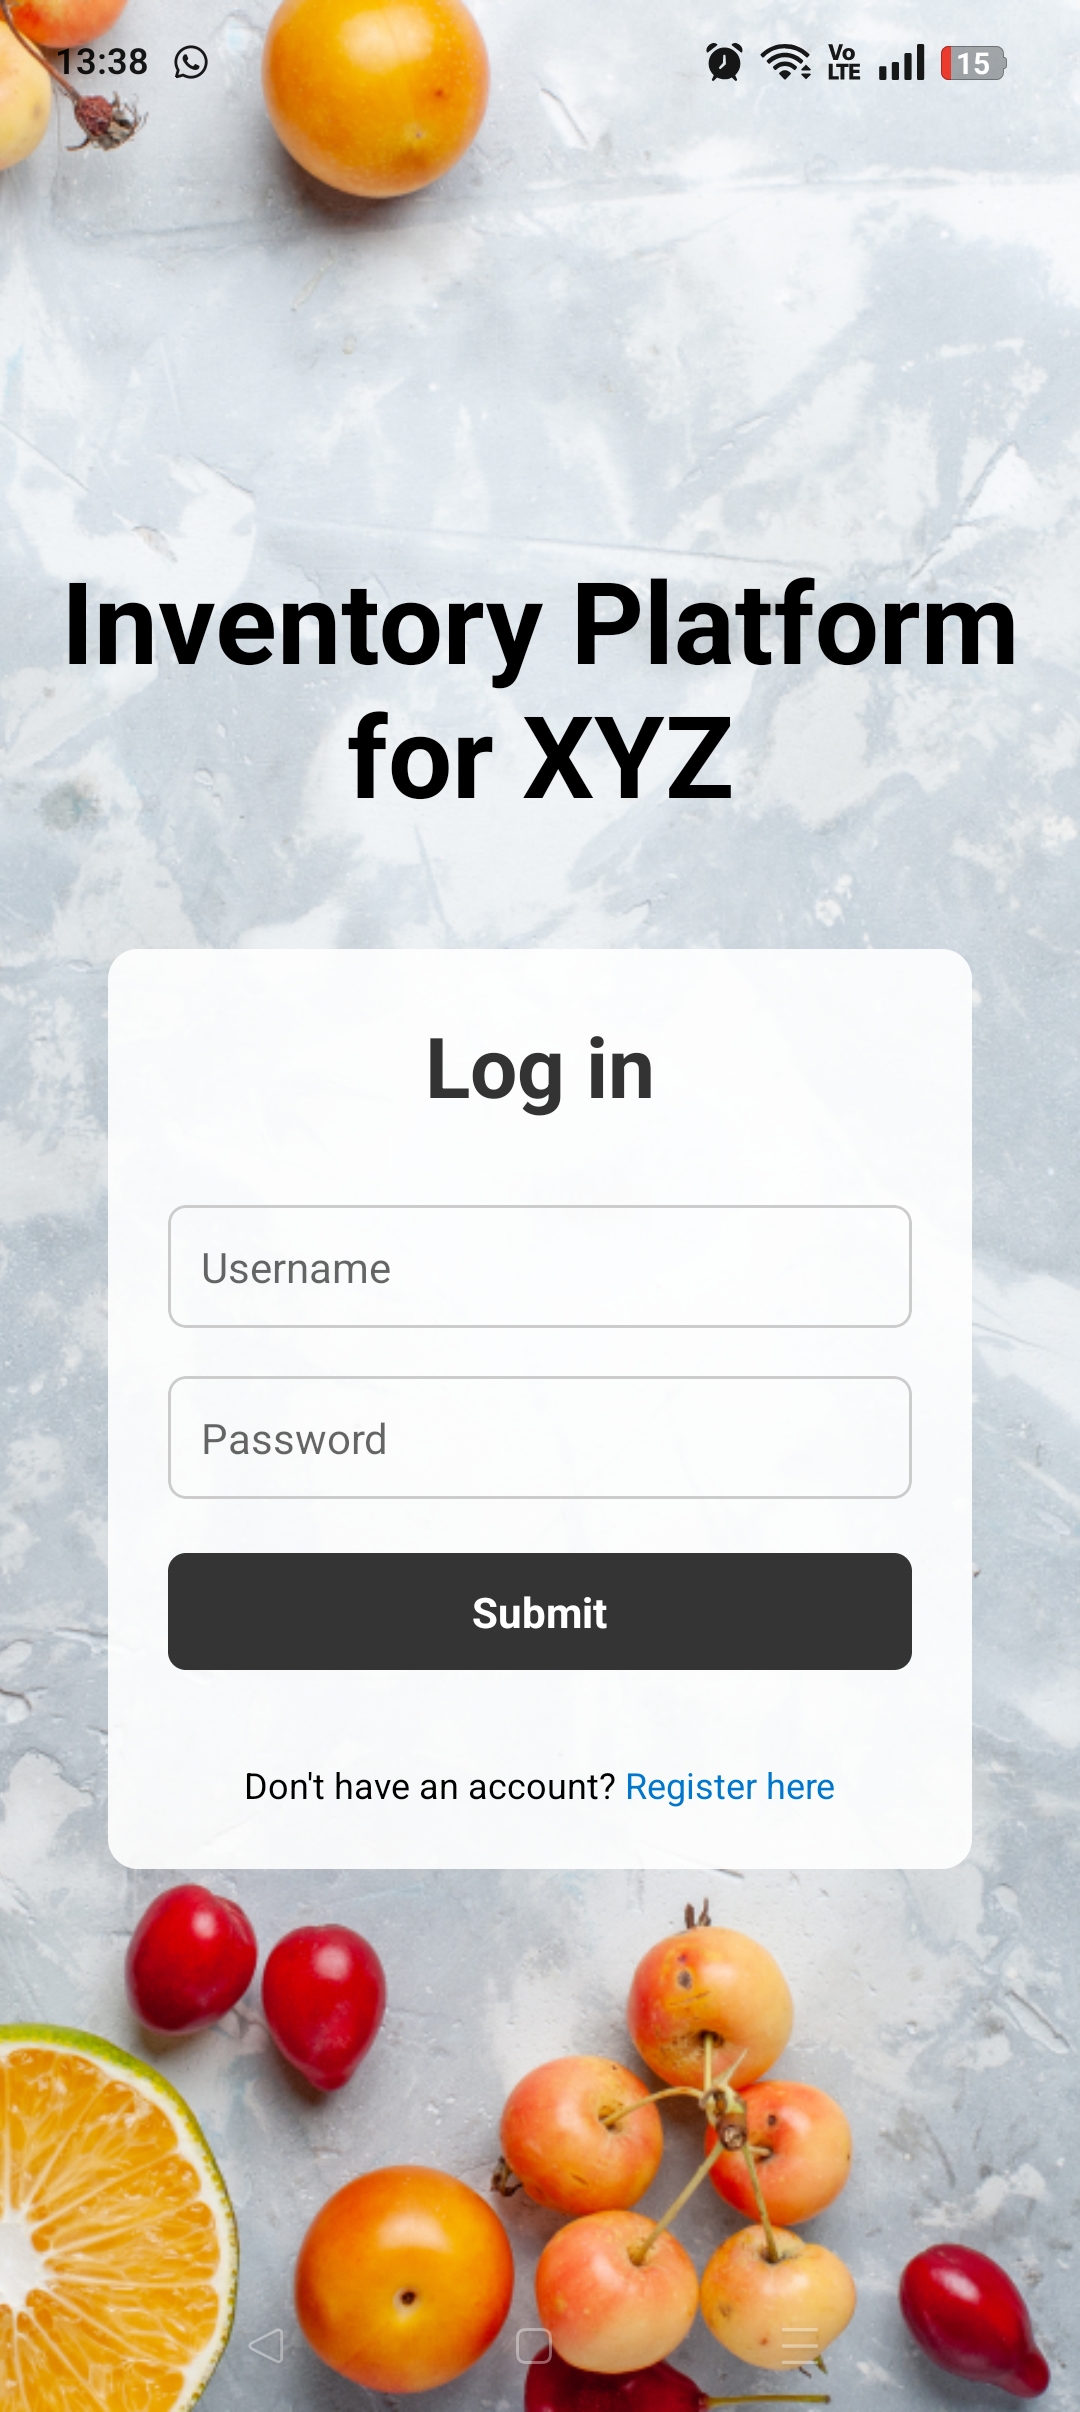 13:38 Vo LTE 15
Inventory Platform
for XYZ
Log in
Username
Password
Submit
Don't have an account? Register here